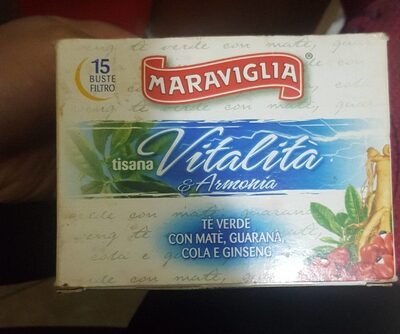 15
BUSTE
FILTRO
MARAVIGLIA®
tisana Vitalità
& Armonia
TÈ VERDE
CON MATÈ, GUARANÀ,
COLA E GINSENG